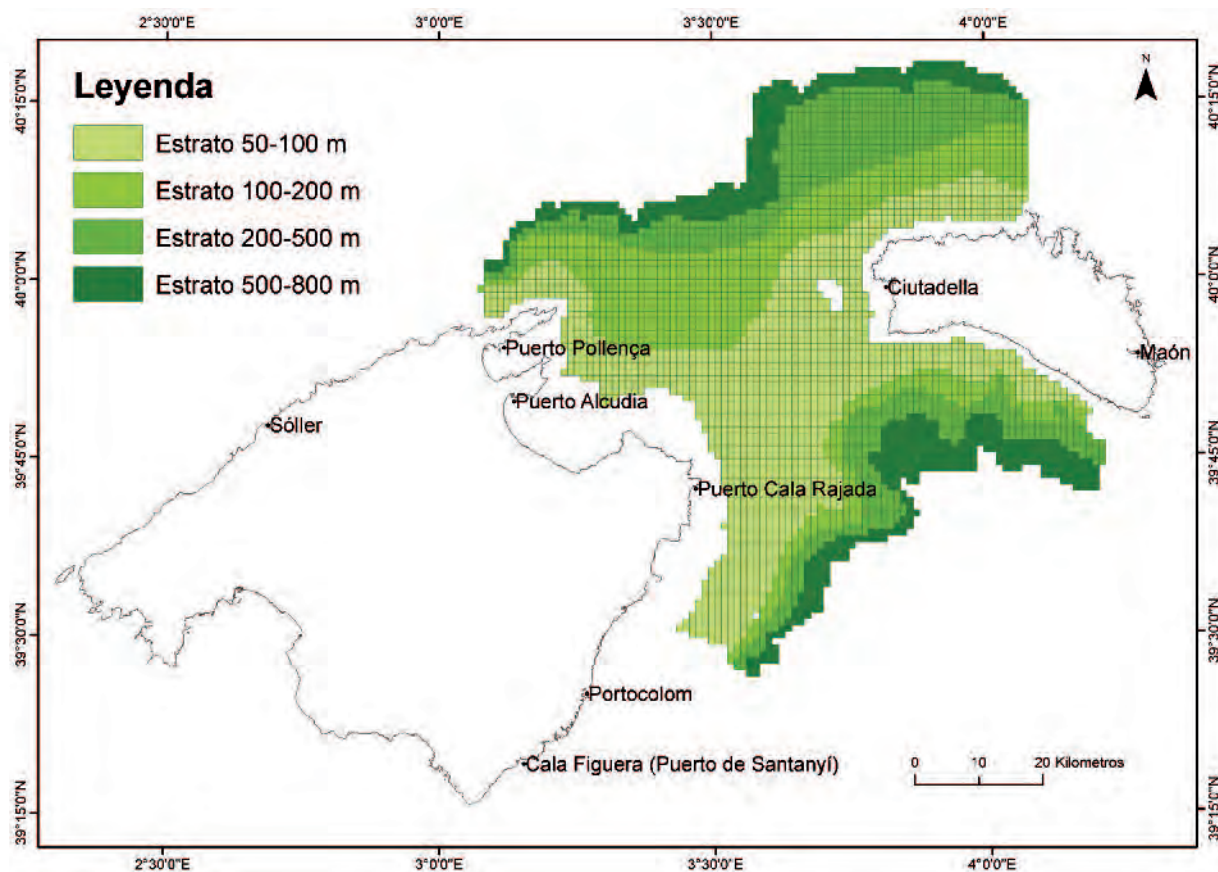 2°30'0"E
3°0'0"E
3°30'0"E
4°0'0"E
N
Leyenda
Estrato 50-100 m
Estrato 100-200 m
Estrato 200-500 m
Estrato 500-800 m
40°15'0"N
40°15'0"N
40°0'0"N
40°0'0"N
Ciutadella
Puerto Pollença
Maón
Puerto Alcudia
Sóller
39°45'0"N
39°45'0"N
Puerto Cala Rajada
39°30'0"N
39°30'0"N
Portocolom
Cala Figuera (Puerto de Santanyí)
0 10 20 Kilometros
39°15'0"N
39°15'0"N
2°30'0"E
3°0'0"E
3°30'0"E
4°0'0"E